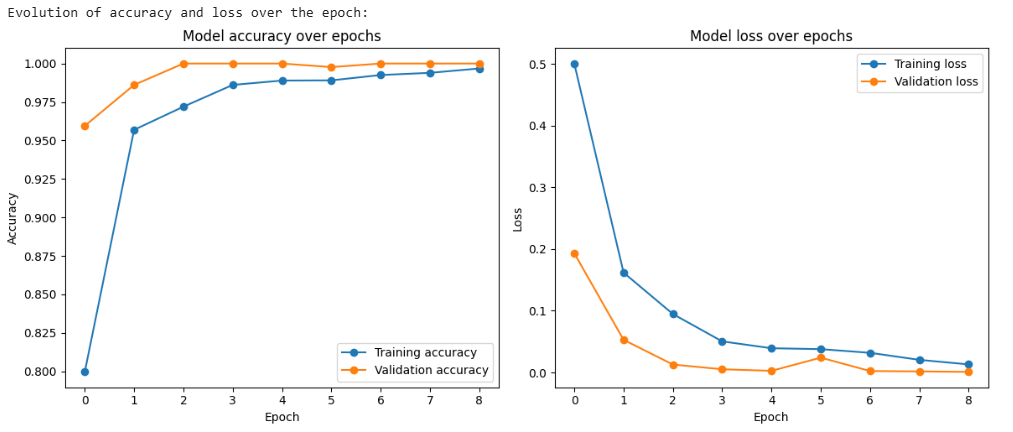 Evolution of accuracy and loss over the epoch:
Model accuracy over epochs
1.000
0.975
0.950
0.925
0.900
0.875
0.850
0.825
0.800
Accuracy
0 1 2 3 4 5 6 7 8
Epoch
Training accuracy
Validation accuracy
Model loss over epochs
0.5
0.4
0.3
0.2
0.1
0.0
Loss
0 1 2 3 4 5 6 7 8
Epoch
Training loss
Validation loss